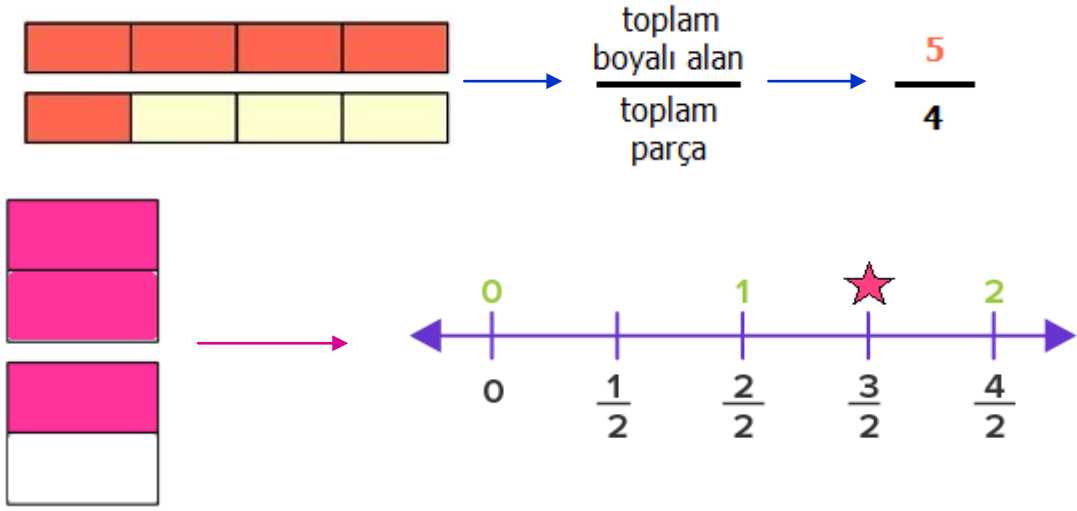 toplam
boyalı alan
toplam
parça
5
4
0 1 2
0 1/2 2/2 3/2 4/2